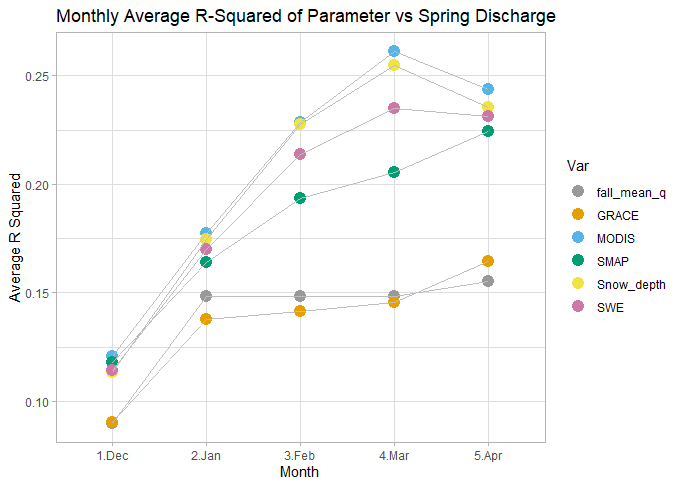 Monthly Average R-Squared of Parameter vs Spring Discharge
Average R Squared
0.25
0.20
0.15
0.10
1.Dec
2.Jan
3.Feb
4.Mar
5.Apr
Month
Var
fall_mean_q
GRACE
MODIS
SMAP
Snow_depth
SWE